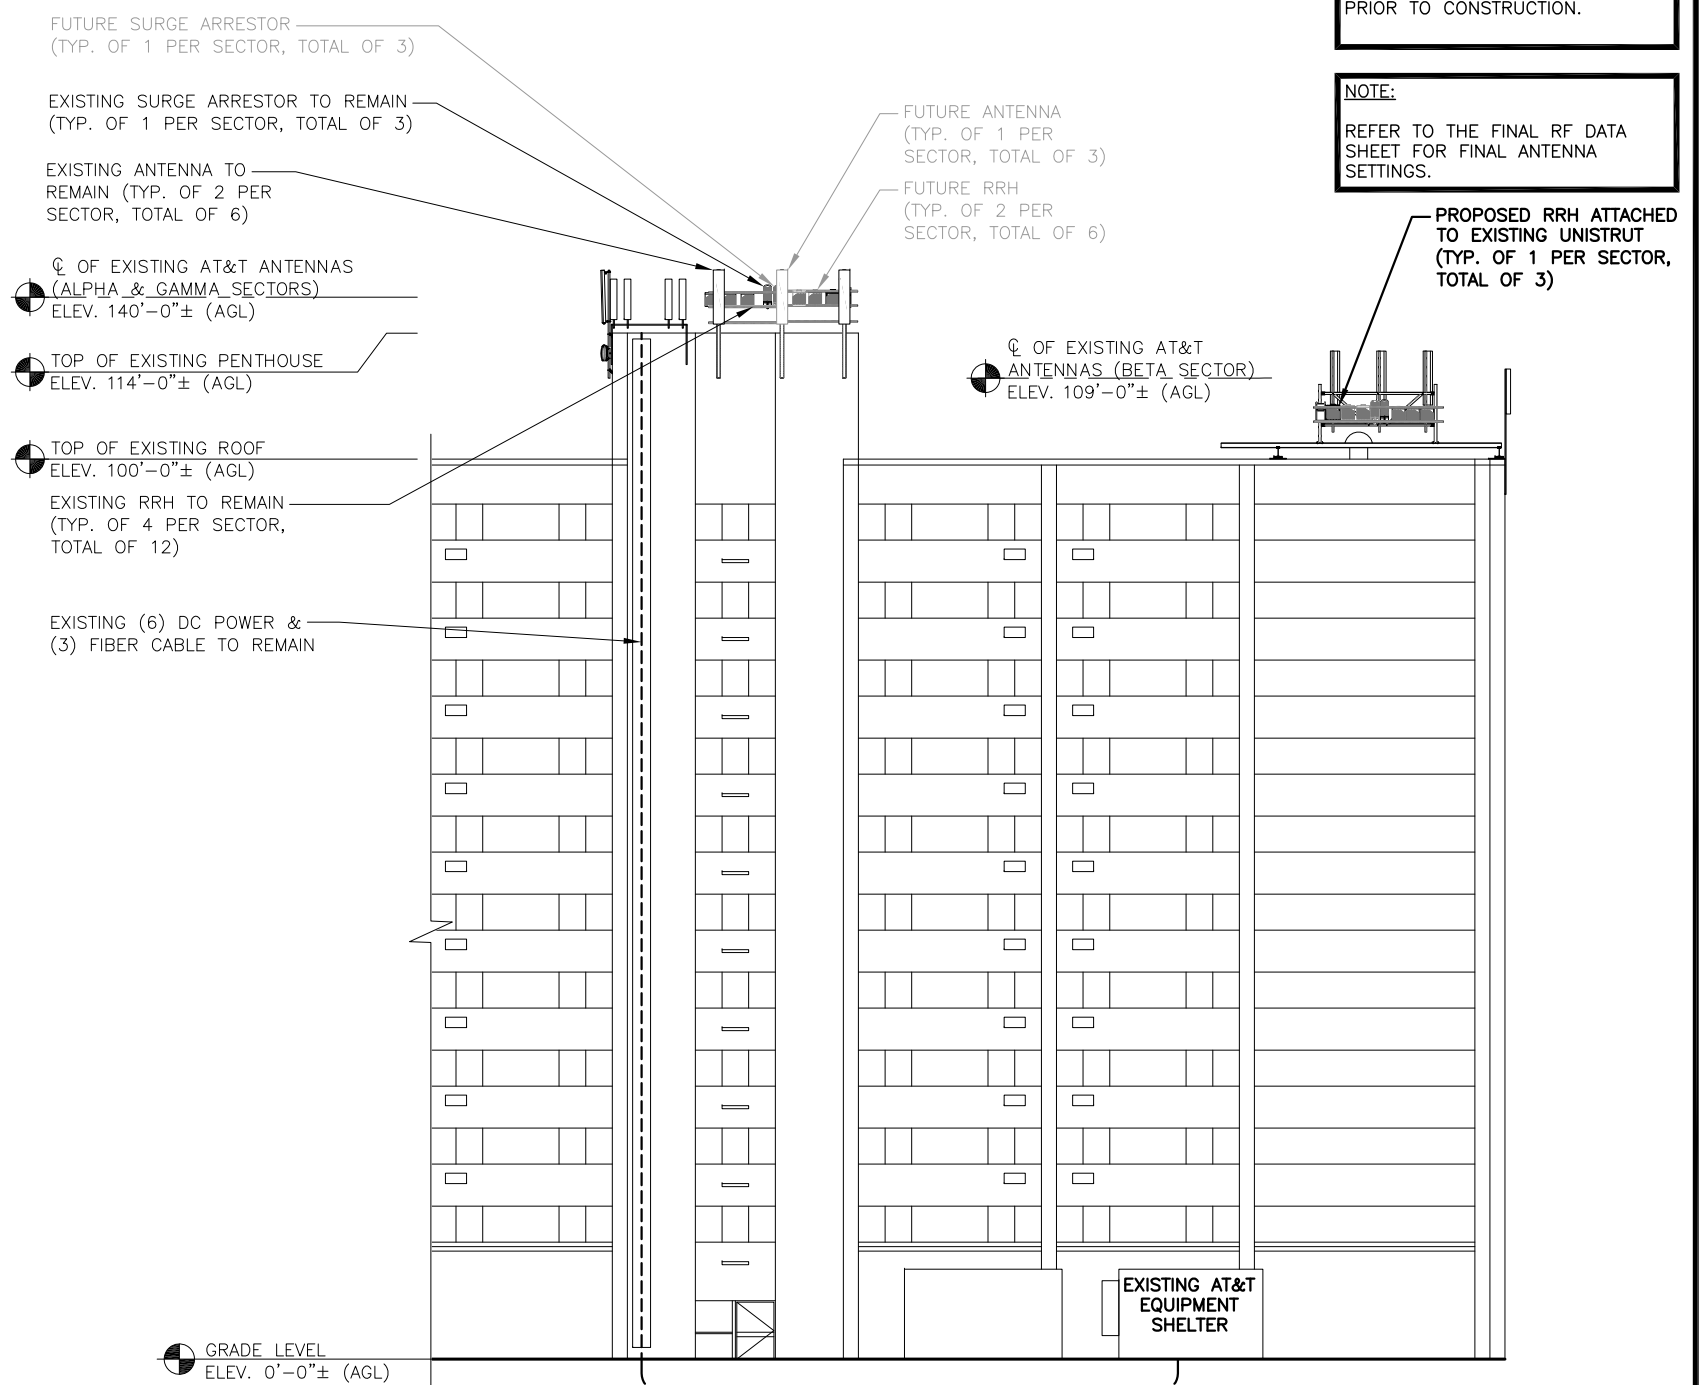 FUTURE SURGE ARRESTOR
(TYP. OF 1 PER SECTOR, TOTAL OF 3)
EXISTING SURGE ARRESTOR TO REMAIN
(TYP. OF 1 PER SECTOR, TOTAL OF 3)
EXISTING ANTENNA TO
REMAIN (TYP. OF 2 PER
SECTOR, TOTAL OF 6)
℄ OF EXISTING AT&T ANTENNAS
(ALPHA & GAMMA SECTORS)
ELEV. 140'-0"± (AGL)
TOP OF EXISTING PENTHOUSE
ELEV. 114'-0"± (AGL)
TOP OF EXISTING ROOF
ELEV. 100'-0"± (AGL)
EXISTING RRH TO REMAIN
(TYP. OF 4 PER SECTOR,
TOTAL OF 12)
EXISTING (6) DC POWER &
(3) FIBER CABLE TO REMAIN
FUTURE ANTENNA
(TYP. OF 1 PER
SECTOR, TOTAL OF 3)
FUTURE RRH
(TYP. OF 2 PER
SECTOR, TOTAL OF 6)
℄ OF EXISTING AT&T
ANTENNAS (BETA SECTOR)
ELEV. 109'-0"± (AGL)
PRIOR TO CONSTRUCTION.
NOTE:
REFER TO THE FINAL RF DATA
SHEET FOR FINAL ANTENNA
SETTINGS.
PROPOSED RRH ATTACHED
TO EXISTING UNISTRUT
(TYP. OF 1 PER SECTOR,
TOTAL OF 3)
EXISTING AT&T
EQUIPMENT
SHELTER
GRADE LEVEL
ELEV. 0'-0"± (AGL)